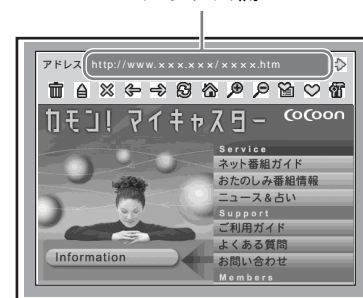 アドレス http://www.xxx.xxx/xxxx.htm
カモン!マイキャスター CoCoon
Service
ネット番組ガイド
おたのしみ番組情報
ニュース&占い
Support
ご利用ガイド
よくある質問
お問い合わせ
Members
Information